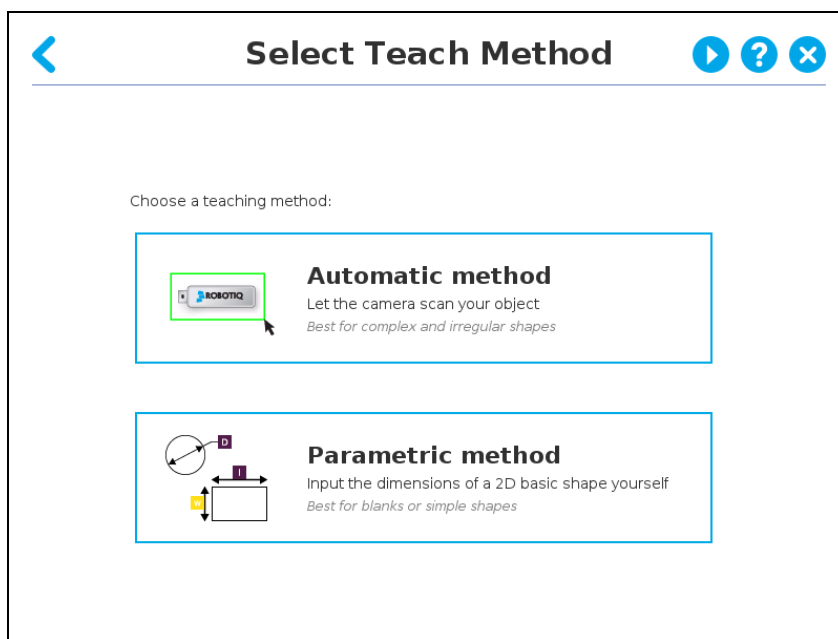 Select Teach Method
?
Choose a teaching method:
ROBOTIQ
Automatic method
Let the camera scan your object
Best for complex and irregular shapes
D
l
W
Parametric method
Input the dimensions of a 2D basic shape yourself
Best for blanks or simple shapes